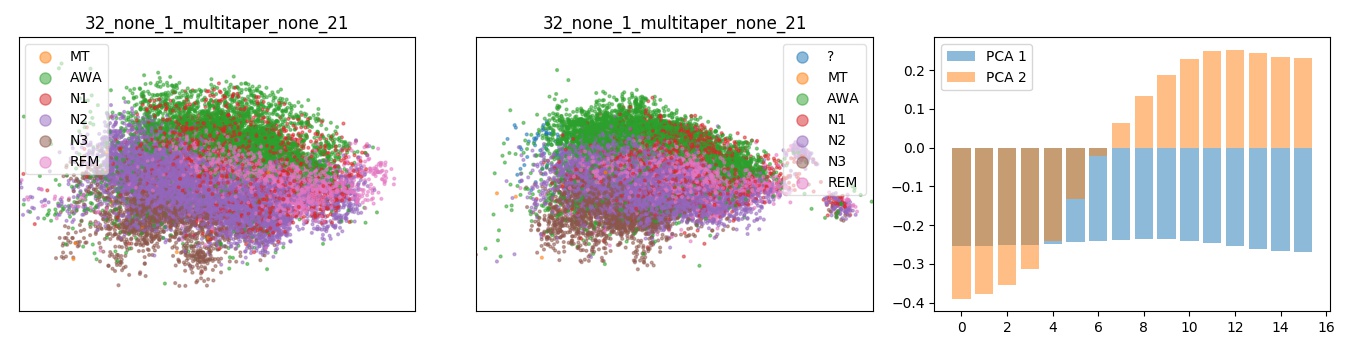 32_none_1_multitaper_none_21
MT
AWA
N1
N2
N3
REM
32_none_1_multitaper_none_21
?
MT
AWA
N1
N2
N3
REM
PCA 1
PCA 2
0.2
0.1
0.0
−0.1
−0.2
−0.3
−0.4
0 2 4 6 8 10 12 14 16